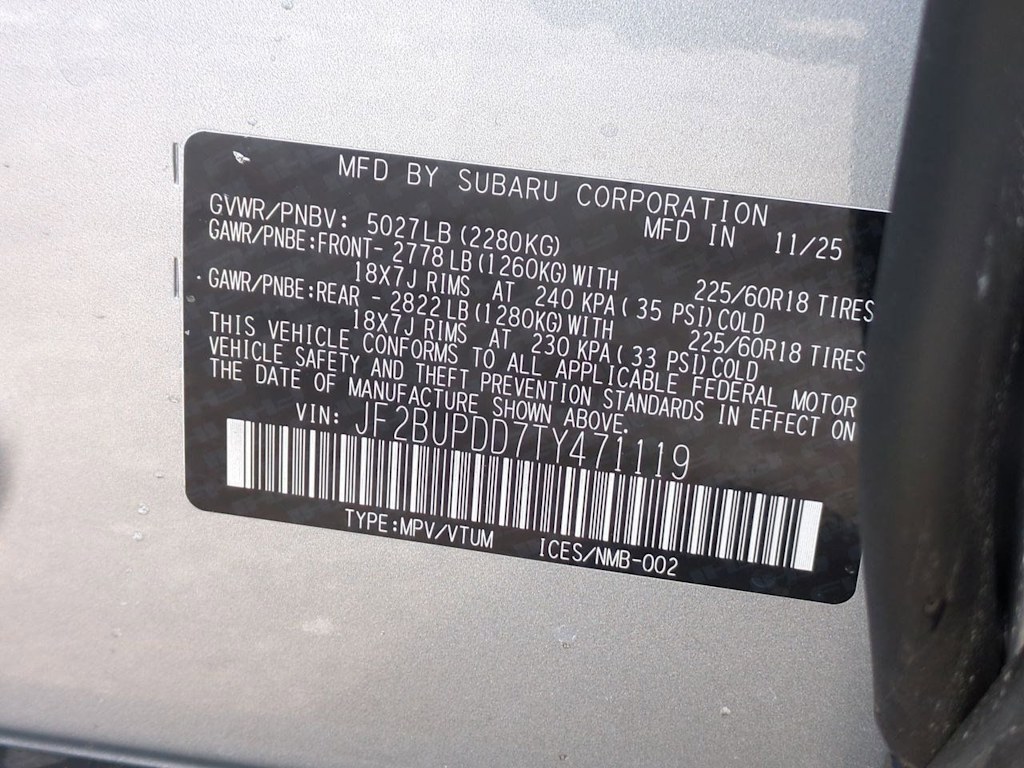 MFD BY SUBARU CORPORATION
GVWR/PNBV: 5027LB (2280KG) MFD IN 11/25
GAWR/PNBE:FRONT- 2778 LB(1260KG)WITH 225/60R18 TIRES
18X7J RIMS AT 240 KPA( 35 PSI)COLD
GAWR/PNBE:REAR - 2822 LB(1280KG)WITH 225/60R18 TIRES
18X7J RIMS AT 230 KPA( 33 PSI)COLD
THIS VEHICLE CONFORMS TO ALL APPLICABLE FEDERAL MOTOR
VEHICLE SAFETY AND THEFT PREVENTION STANDARDS IN EFFECT ON
THE DATE OF MANUFACTURE SHOWN ABOVE.
VIN: JF2BUPDD7TY471119
TYPE:MPV/VTUM ICES/NMB-002